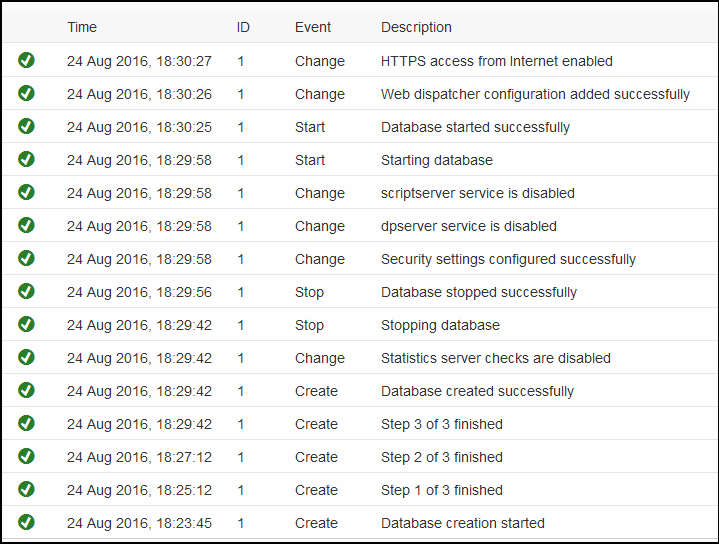 Time ID Event Description
24 Aug 2016, 18:30:27 1 Change HTTPS access from Internet enabled
24 Aug 2016, 18:30:26 1 Change Web dispatcher configuration added successfully
24 Aug 2016, 18:30:25 1 Start Database started successfully
24 Aug 2016, 18:29:58 1 Start Starting database
24 Aug 2016, 18:29:58 1 Change scriptserver service is disabled
24 Aug 2016, 18:29:58 1 Change dpserver service is disabled
24 Aug 2016, 18:29:58 1 Change Security settings configured successfully
24 Aug 2016, 18:29:56 1 Stop Database stopped successfully
24 Aug 2016, 18:29:42 1 Stop Stopping database
24 Aug 2016, 18:29:42 1 Change Statistics server checks are disabled
24 Aug 2016, 18:29:42 1 Create Database created successfully
24 Aug 2016, 18:29:42 1 Create Step 3 of 3 finished
24 Aug 2016, 18:27:12 1 Create Step 2 of 3 finished
24 Aug 2016, 18:25:12 1 Create Step 1 of 3 finished
24 Aug 2016, 18:23:45 1 Create Database creation started